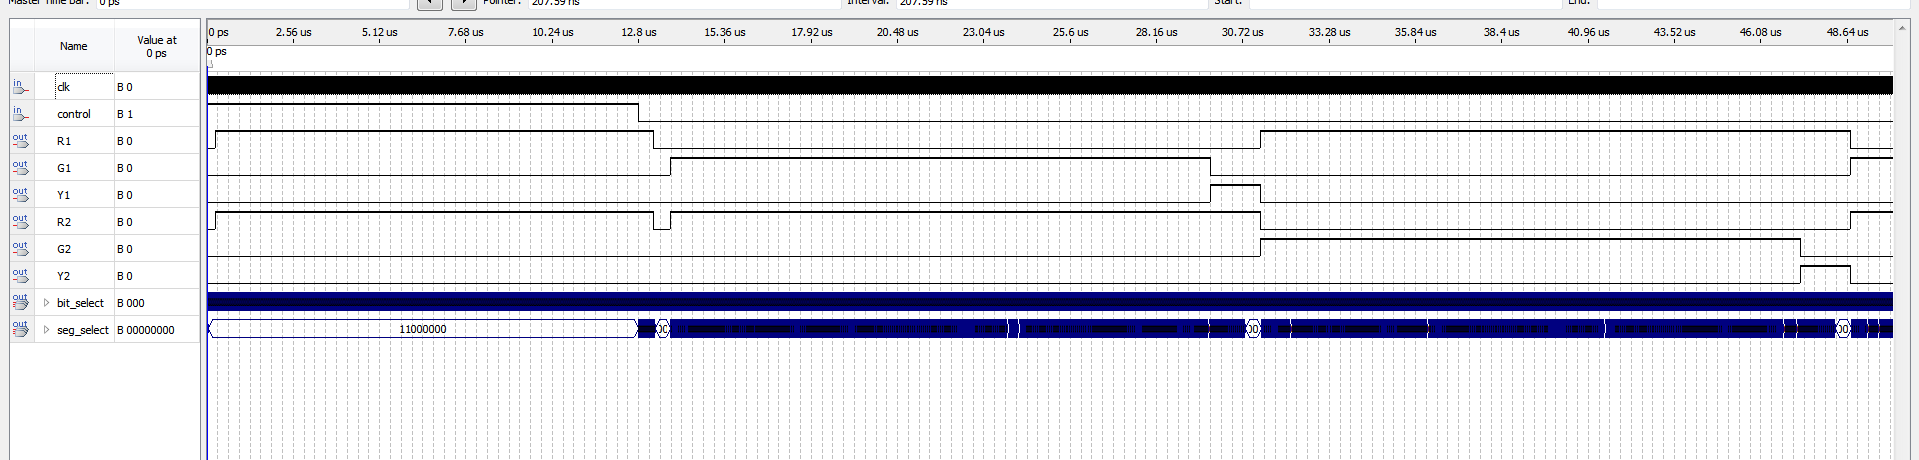 Master Time Bar: 0 ps Pointer: 207.59 ns Interval: 207.59 ns Start: End:
Name Value at 0 ps
0 ps 2.56 us 5.12 us 7.68 us 10.24 us 12.8 us 15.36 us 17.92 us 20.48 us 23.04 us 25.6 us 28.16 us 30.72 us 33.28 us 35.84 us 38.4 us 40.96 us 43.52 us 46.08 us 48.64 us
0 ps
in clk B 0
in control B 1
out R1 B 0
out G1 B 0
out Y1 B 0
out R2 B 0
out G2 B 0
out Y2 B 0
out bit_select B 000
out seg_select B 00000000 11000000